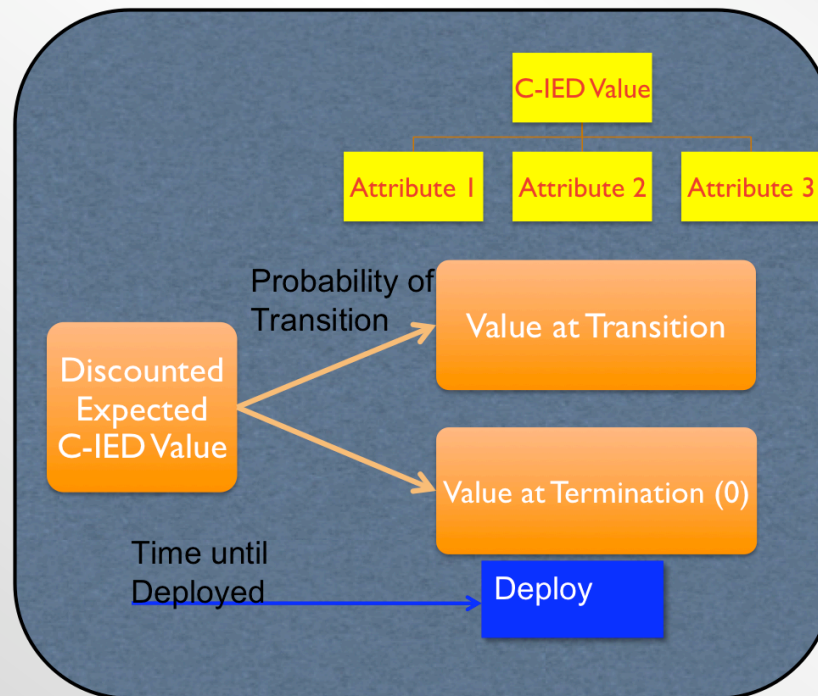 C-IED Value
Attribute 1
Attribute 2
Attribute 3
Probability of
Transition
Value at Transition
Discounted
Expected
C-IED Value
Value at Termination (0)
Time until
Deployed
Deploy